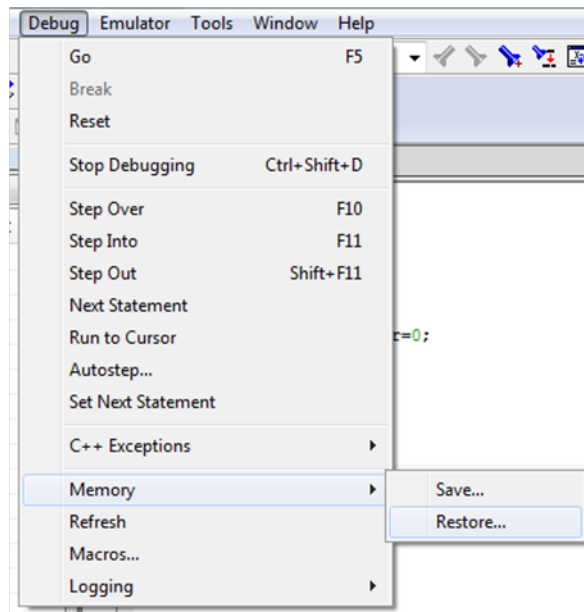 Debug Emulator Tools Window Help
Go F5
Break
Reset
Stop Debugging Ctrl+Shift+D
Step Over F10
Step Into F11
Step Out Shift+F11
Next Statement
Run to Cursor
r=0;
Autostep...
Set Next Statement
C++ Exceptions
Memory
Save...
Refresh
Restore...
Macros...
Logging